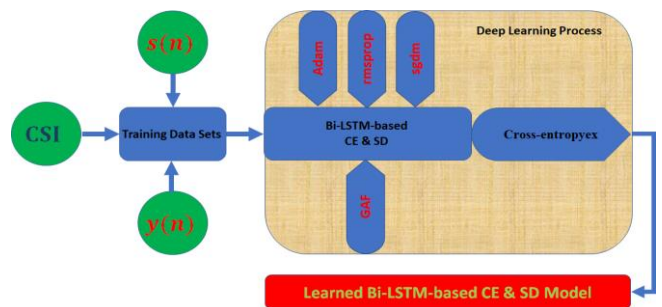 s(n)
Deep Learning Process
Adam
rmsprop
sgdm
CSI
Training Data Sets
Bi-LSTM-based
CE & SD
Cross-entropyex
GAF
y(n)
Learned Bi-LSTM-based CE & SD Model